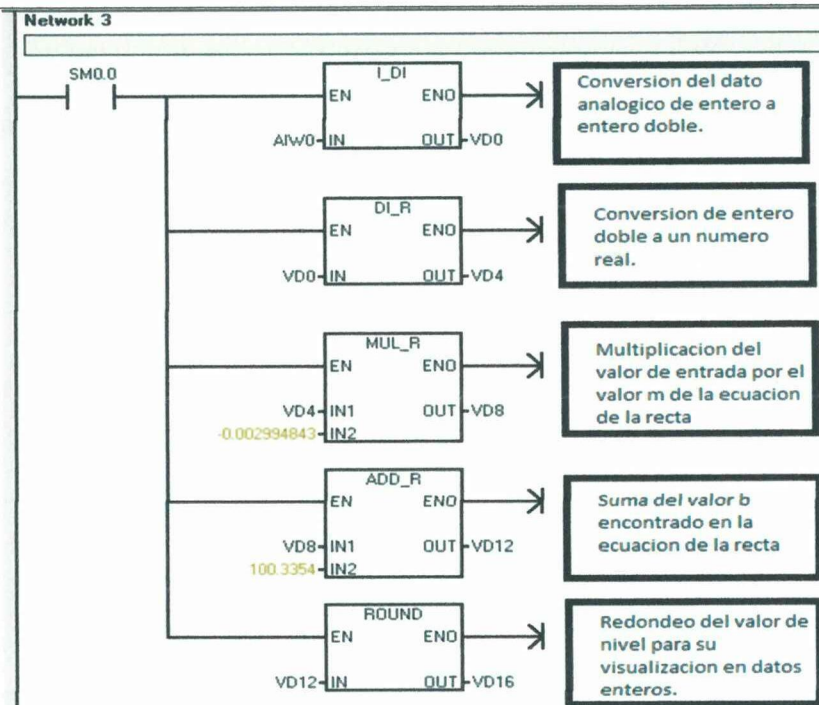 Network 3
SM0.0
I_DI
EN ENO
AIW0 IN OUT VD0
Conversion del dato
analogico de entero a
entero doble.
DI_R
EN ENO
VD0 IN OUT VD4
Conversion de entero
doble a un numero
real.
MUL_R
EN ENO
VD4 IN1 OUT VD8
-0.002994843 IN2
Multiplicacion del
valor de entrada por el
valor m de la ecuacion
de la recta
ADD_R
EN ENO
VD8 IN1 OUT VD12
100.3354 IN2
Suma del valor b
encontrado en la
ecuacion de la recta
ROUND
EN ENO
VD12 IN OUT VD16
Redondeo del valor de
nivel para su
visualizacion en datos
enteros.